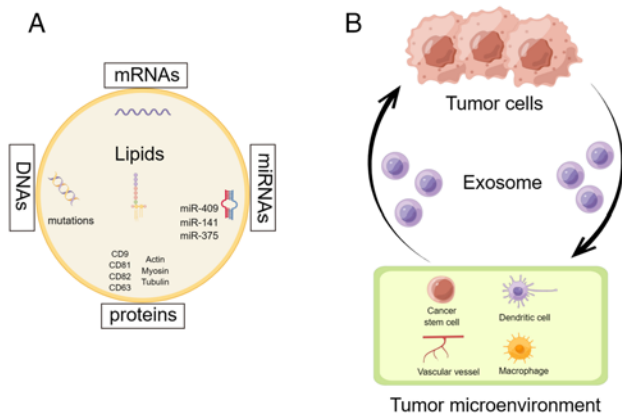 A
mRNAs
Lipids
DNAs
mutations
miRNAs
miR-409
miR-141
miR-375
CD9
CD81
CD82
CD63
Actin
Myosin
Tubulin
proteins
B
Tumor cells
Exosome
Cancer
stem cell
Dendritic cell
Vascular vessel
Macrophage
Tumor microenvironment